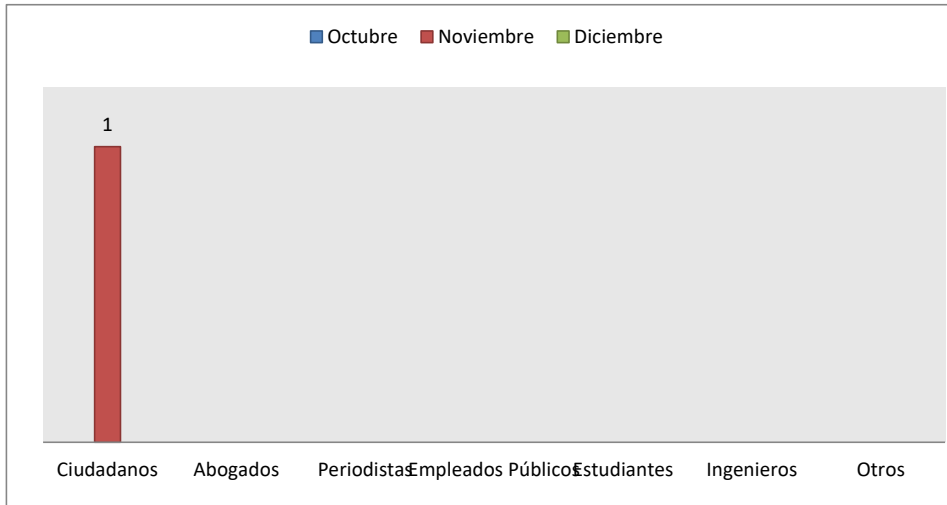 Octubre Noviembre Diciembre
1
Ciudadanos Abogados Periodistas Empleados Públicos Estudiantes Ingenieros Otros